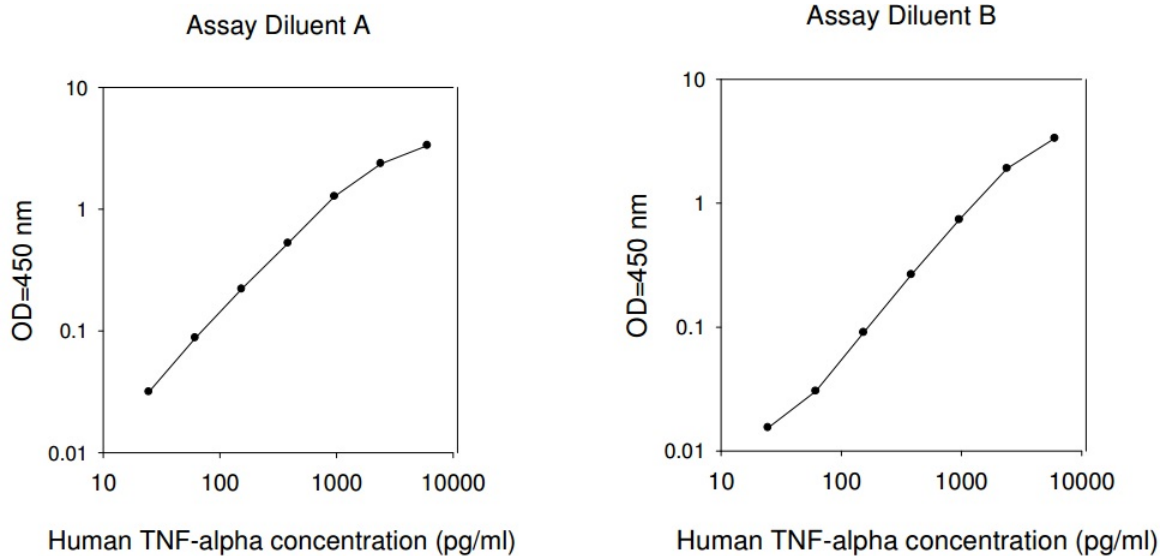 Assay Diluent A
10
1
0.1
0.01
OD=450 nm
10 100 1000 10000
Human TNF-alpha concentration (pg/ml)
Assay Diluent B
10
1
0.1
0.01
OD=450 nm
10 100 1000 10000
Human TNF-alpha concentration (pg/ml)